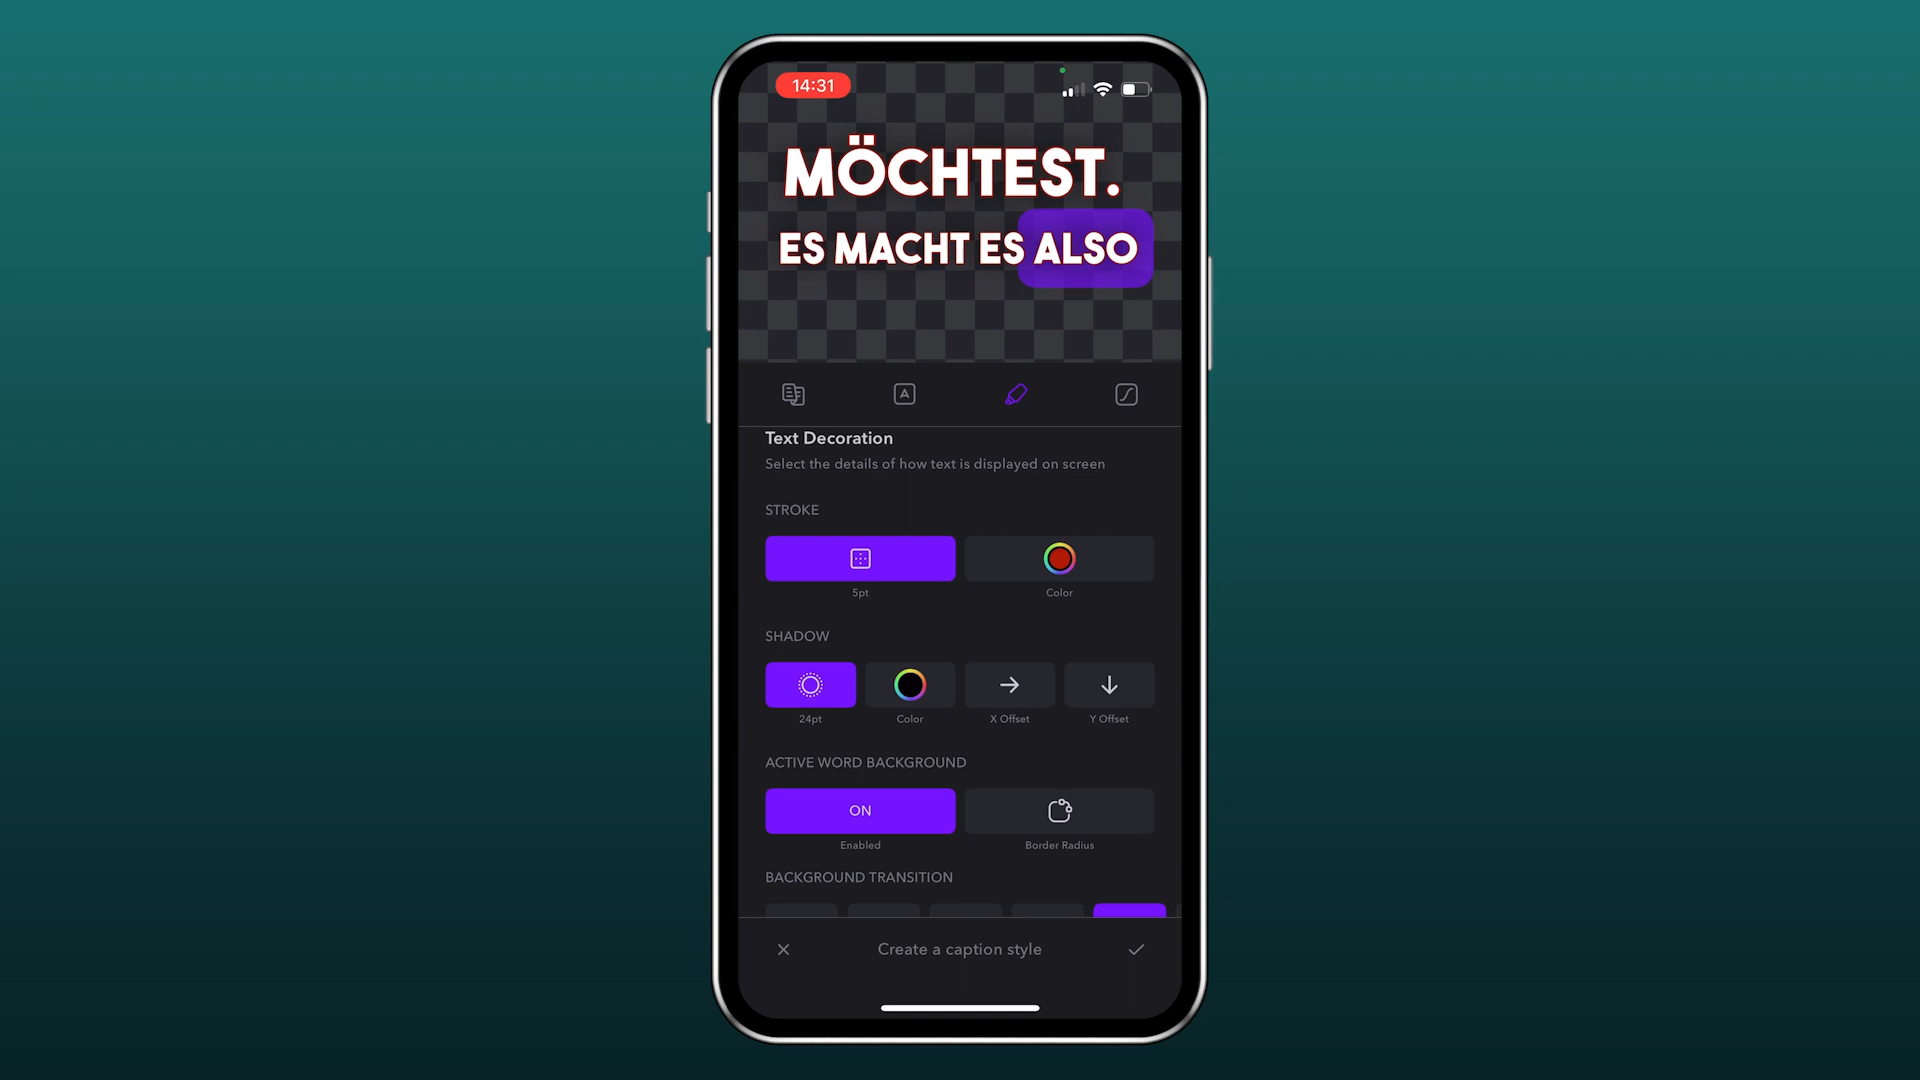 14:31
MÖCHTEST.
ES MACHT ES ALSO
A
Text Decoration
Select the details of how text is displayed on screen
STROKE
5pt
Color
SHADOW
24pt
Color
X Offset
Y Offset
ACTIVE WORD BACKGROUND
ON
Enabled
Border Radius
BACKGROUND TRANSITION
Create a caption style